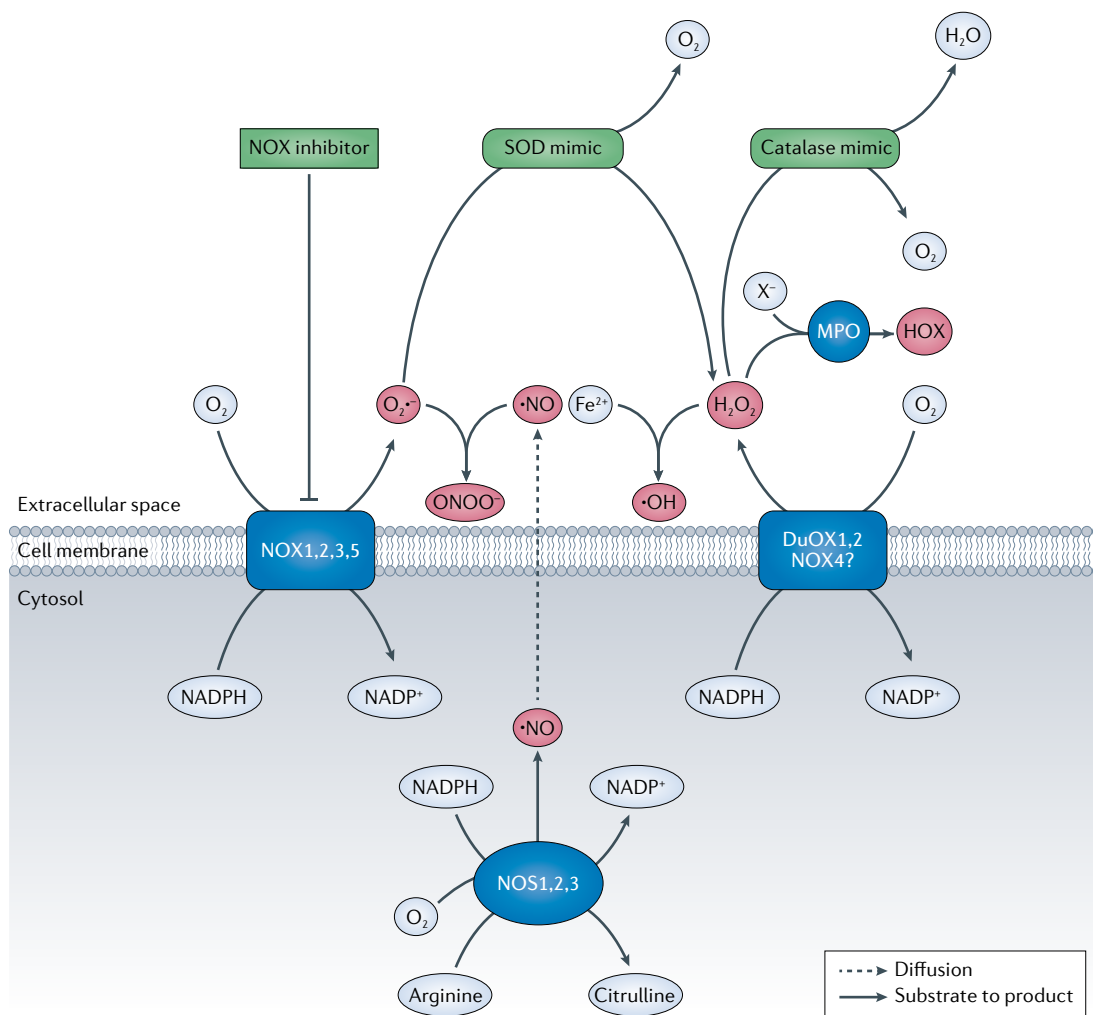 O₂
H₂O
NOX inhibitor
SOD mimic
Catalase mimic
O₂
X⁻
MPO
HOX
O₂
O₂•⁻
•NO
Fe²⁺
H₂O₂
O₂
ONOO⁻
•OH
Extracellular space
Cell membrane
NOX1,2,3,5
DuOX1,2
NOX4?
Cytosol
NADPH
NADP⁺
NADPH
NADP⁺
•NO
NADPH
NADP⁺
NOS1,2,3
O₂
Arginine
Citrulline
Diffusion
Substrate to product